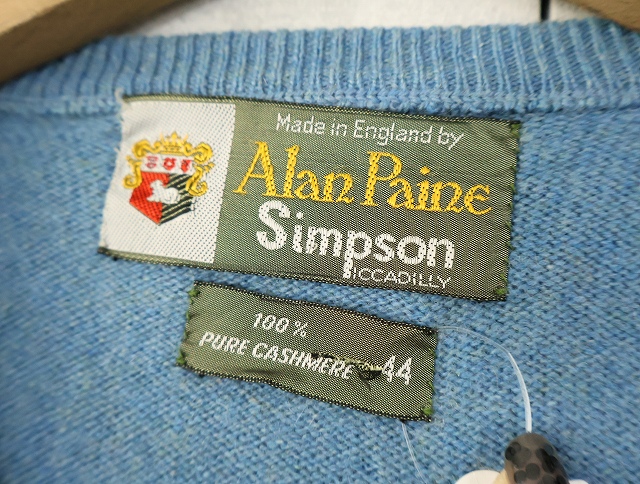 Made in England by
Alan Paine
Simpson
PICCADILLY
100%
PURE CASHMERE 44